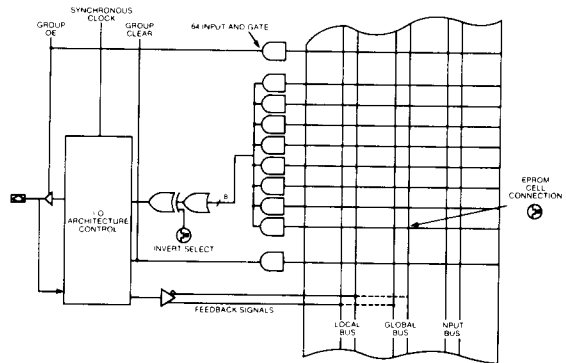 SYNCHRONOUS
CLOCK
GROUP
OE
GROUP
CLEAR
64 INPUT AND GATE
8
I/O
ARCHITECTURE
CONTROL
INVERT SELECT
EPROM
CELL
CONNECTION
FEEDBACK SIGNALS
LOCAL
BUS
GLOBAL
BUS
INPUT
BUS